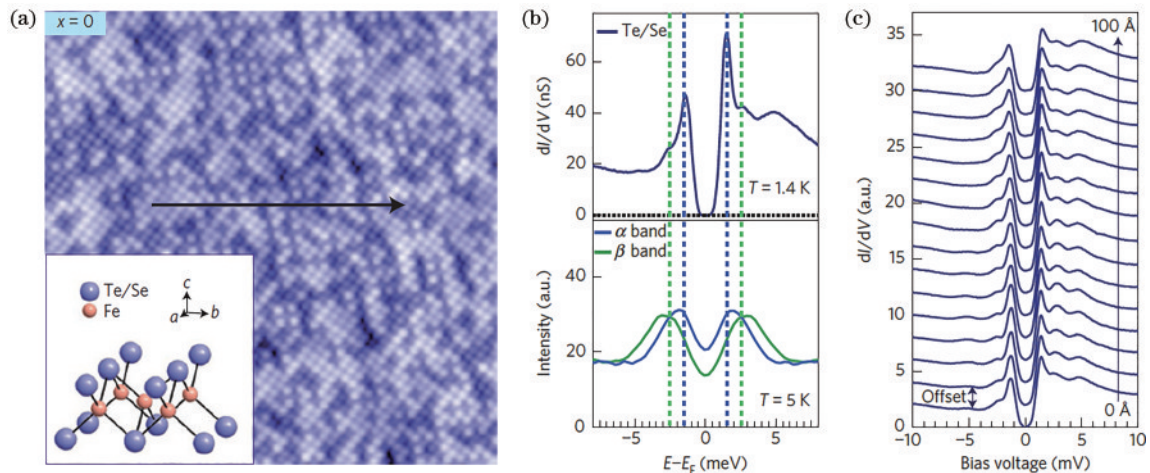 (a)
x = 0
Te/Se
Fe
c
a
b
(b)
Te/Se
60
40
20
0
dI/dV (nS)
T = 1.4 K
α band
β band
40
20
0
Intensity (a.u.)
T = 5 K
−5 0 5
E−E_F (meV)
(c)
35
30
25
20
15
10
5
0
dI/dV (a.u.)
100 Å
Offset
0 Å
−10 −5 0 5 10
Bias voltage (mV)